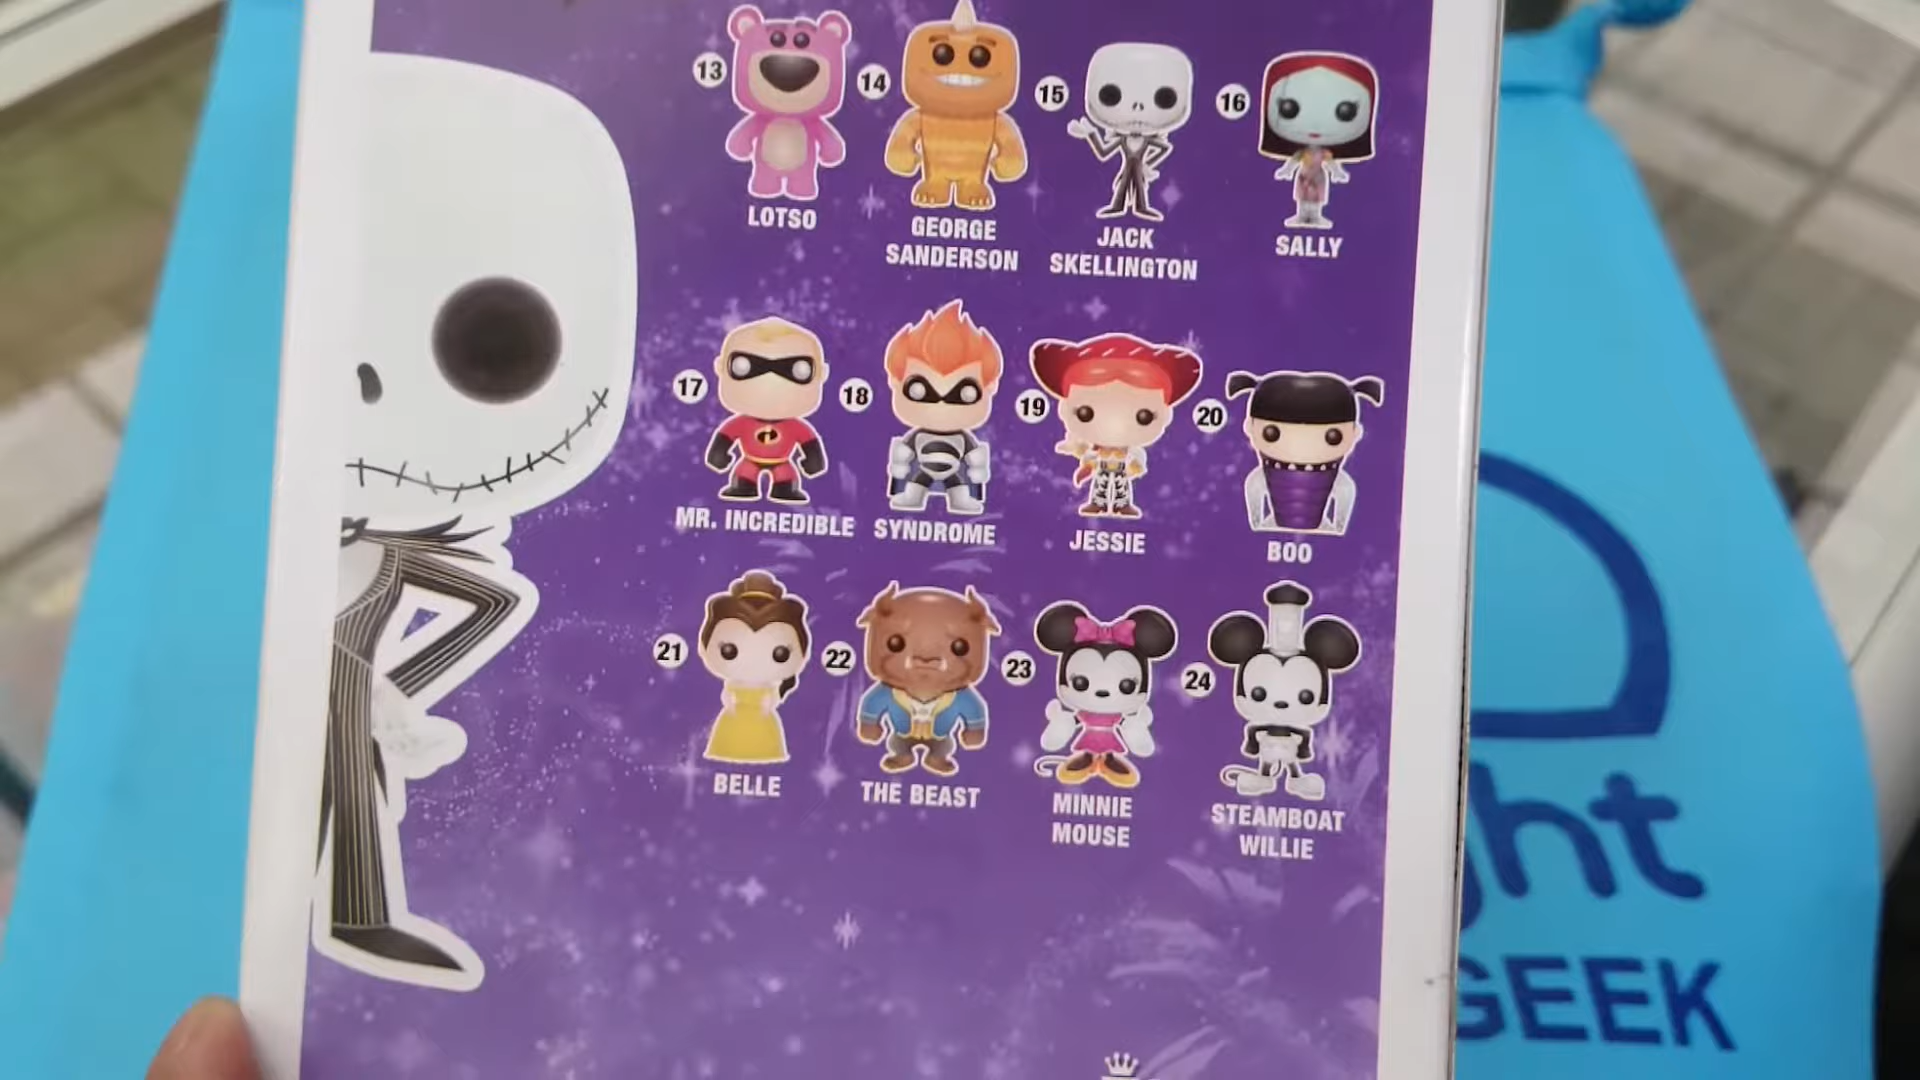 13
14
15
16
LOTSO
GEORGE
SANDERSON
JACK
SKELLINGTON
SALLY
17
18
19
20
MR. INCREDIBLE
SYNDROME
JESSIE
BOO
21
22
23
24
BELLE
THE BEAST
MINNIE
MOUSE
STEAMBOAT
WILLIE
ght
GEEK